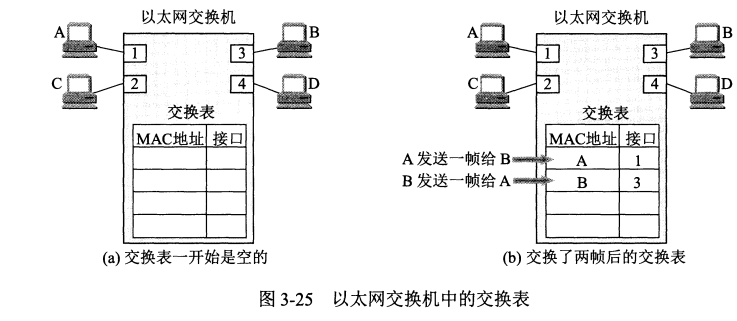 以太网交换机
A
B
1
3
C
2
4
D
交换表
MAC地址 接口
(a) 交换表一开始是空的
以太网交换机
A
B
1
3
C
2
4
D
交换表
MAC地址 接口
A 发送一帧给 B A 1
B 发送一帧给 A B 3
(b) 交换了两帧后的交换表
图 3-25 以太网交换机中的交换表